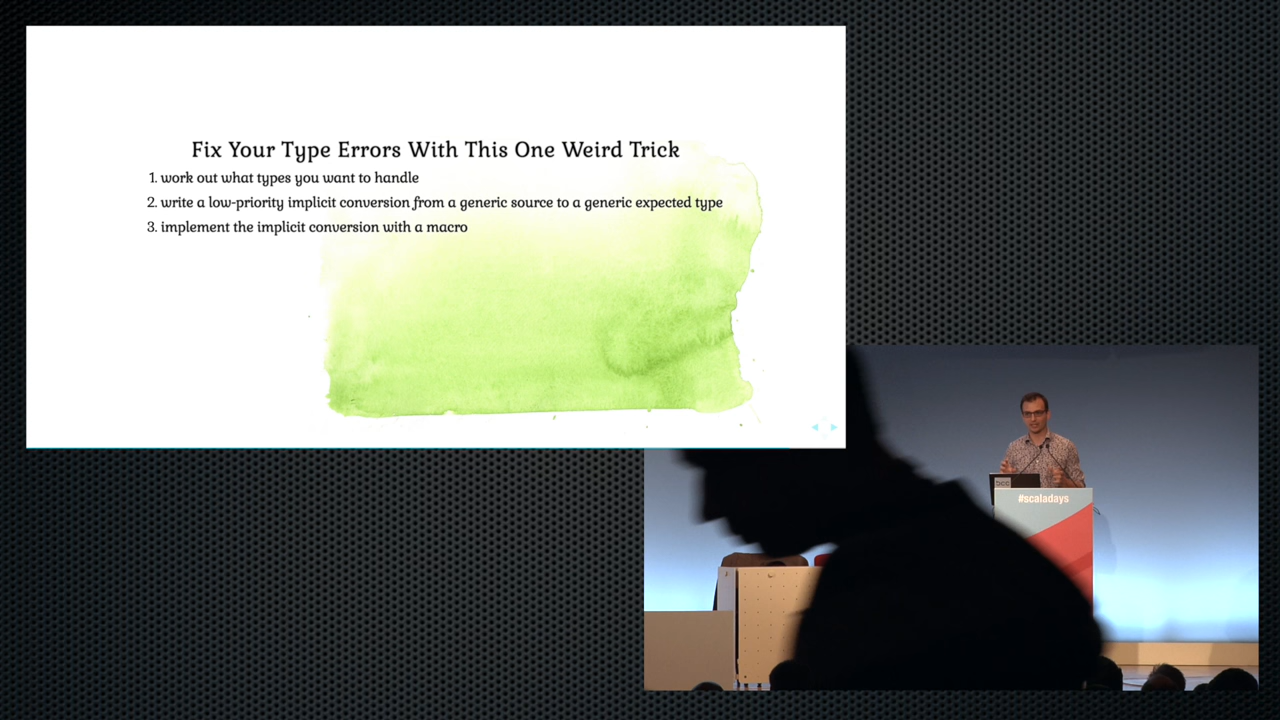 Fix Your Type Errors With This One Weird Trick
1. work out what types you want to handle
2. write a low-priority implicit conversion from a generic source to a generic expected type
3. implement the implicit conversion with a macro
#scaladays